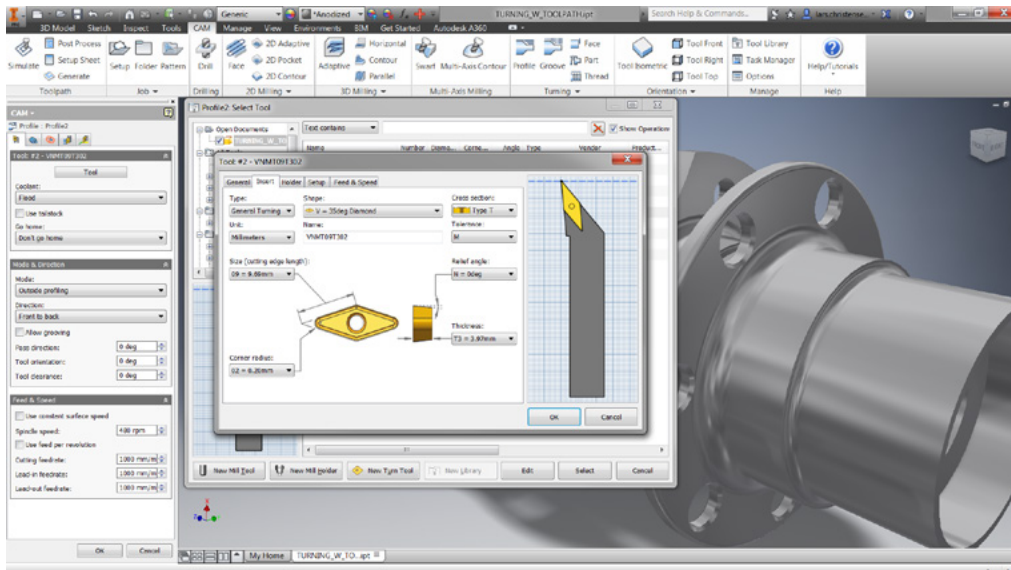 Generic
*Anodized
TURNING_W_TOOLPATH.ipt
Search Help & Commands...
larschristense...
3D Model Sketch Inspect Tools CAM Manage View Environments BIM Get Started Autodesk A360
Simulate
Post Process
Setup Sheet
Generate
Toolpath
Setup Folder Pattern
Job
Drill
Drilling
Face
2D Adaptive
2D Pocket
2D Contour
2D Milling
Adaptive
Horizontal
Contour
Parallel
3D Milling
Swarf Multi-Axis Contour
Multi-Axis Milling
Profile Groove
Face
Part
Thread
Turning
Tool Isometric
Tool Front
Tool Right
Tool Top
Orientation
Tool Library
Task Manager
Options
Manage
Help/Tutorials
Help
CAM
Profile : Profile2
Tool: #2 - VNMT09T302
Tool
Coolant:
Flood
Use tailstock
Go home:
Don't go home
Mode & Direction
Mode:
Outside profiling
Direction:
Front to back
Allow grooving
Pass direction: 0 deg
Tool orientation: 0 deg
Tool clearance: 0 deg
Feed & Speed
Use constant surface speed
Spindle speed: 400 rpm
Use feed per revolution
Cutting feedrate: 1000 mm/min
Lead-in feedrate: 1000 mm/min
Lead-out feedrate: 1000 mm/min
OK Cancel
Profile2: Select Tool
Open Documents
Text contains
Show Operation
Name Number Diame... Corne... Angle Type Vendor Product...
Tool: #2 - VNMT09T302
General Insert Holder Setup Feed & Speed
Type: Shape: Cross section:
General Turning V = 35deg Diamond Type T
Unit: Name: Tolerance:
Millimeters VNMT09T302 M
Size (cutting edge length): Relief angle:
N = 0deg
Thickness:
T3 = 3.97mm
Corner radius:
02 = 0.20mm
OK Cancel
New Mill Tool New Mill Holder New Turn Tool New Library Edit Select Cancel
My Home TURNING_W_TO...ipt